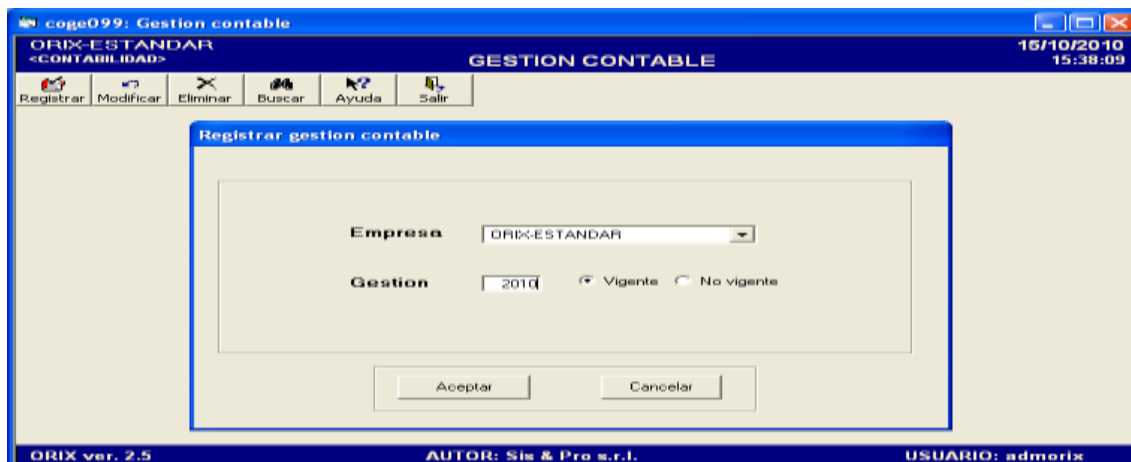 coge099: Gestion contable
ORIX-ESTANDAR 15/10/2010
<CONTABILIDAD> GESTION CONTABLE 15:38:09
Registrar Modificar Eliminar Buscar Ayuda Salir
Registrar gestion contable
Empresa ORIX-ESTANDAR
Gestion 2010 Vigente No vigente
Aceptar Cancelar
ORIX ver. 2.5 AUTOR: Sis & Pro s.r.l. USUARIO: admorix